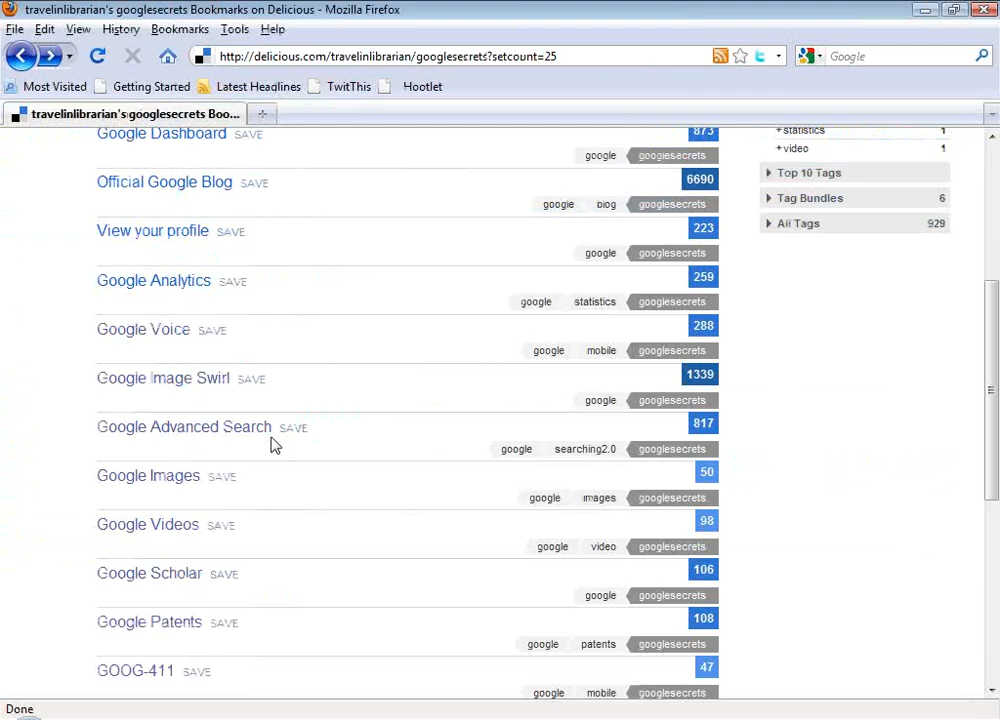 travelinlibrarian's googlesecrets Bookmarks on Delicious - Mozilla Firefox
File Edit View History Bookmarks Tools Help
http://delicious.com/travelinlibrarian/googlesecrets?setcount=25 Google
Most Visited Getting Started Latest Headlines TwitThis Hootlet
travelinlibrarian's googlesecrets Boo...
Google Dashboard SAVE 873
google googlesecrets
Official Google Blog SAVE 6690
google blog googlesecrets
View your profile SAVE 223
google googlesecrets
Google Analytics SAVE 259
google statistics googlesecrets
Google Voice SAVE 288
google mobile googlesecrets
Google Image Swirl SAVE 1339
google googlesecrets
Google Advanced Search SAVE 817
google searching2.0 googlesecrets
Google Images SAVE 50
google images googlesecrets
Google Videos SAVE 98
google video googlesecrets
Google Scholar SAVE 106
google googlesecrets
Google Patents SAVE 108
google patents googlesecrets
GOOG-411 SAVE 47
google mobile googlesecrets
+statistics 1
+video 1
Top 10 Tags
Tag Bundles 6
All Tags 929
Done